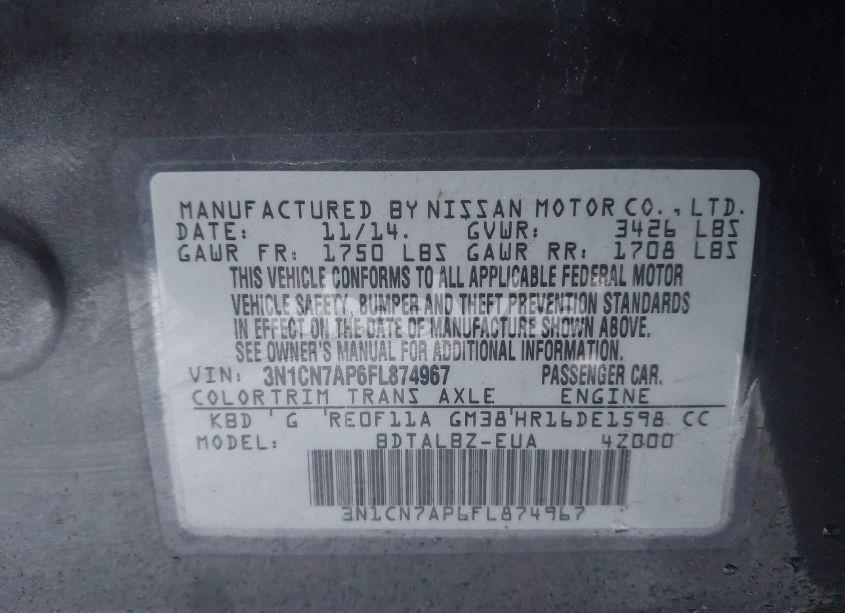 MANUFACTURED BY NISSAN MOTOR CO., LTD.
DATE: 11/14. GVWR: 3426 LBS
GAWR FR: 1750 LBS GAWR RR: 1708 LBS
THIS VEHICLE CONFORMS TO ALL APPLICABLE FEDERAL MOTOR
VEHICLE SAFETY, BUMPER AND THEFT PREVENTION STANDARDS
IN EFFECT ON THE DATE OF MANUFACTURE SHOWN ABOVE.
SEE OWNER'S MANUAL FOR ADDITIONAL INFORMATION.
VIN: 3N1CN7AP6FL874967 PASSENGER CAR.
COLORTRIM TRANS AXLE ENGINE
KBD ' G 'RE0F11A GM38'HR16DE1598 CC
MODEL: BDTALBZ-EUA 4Z000
3N1CN7AP6FL874967